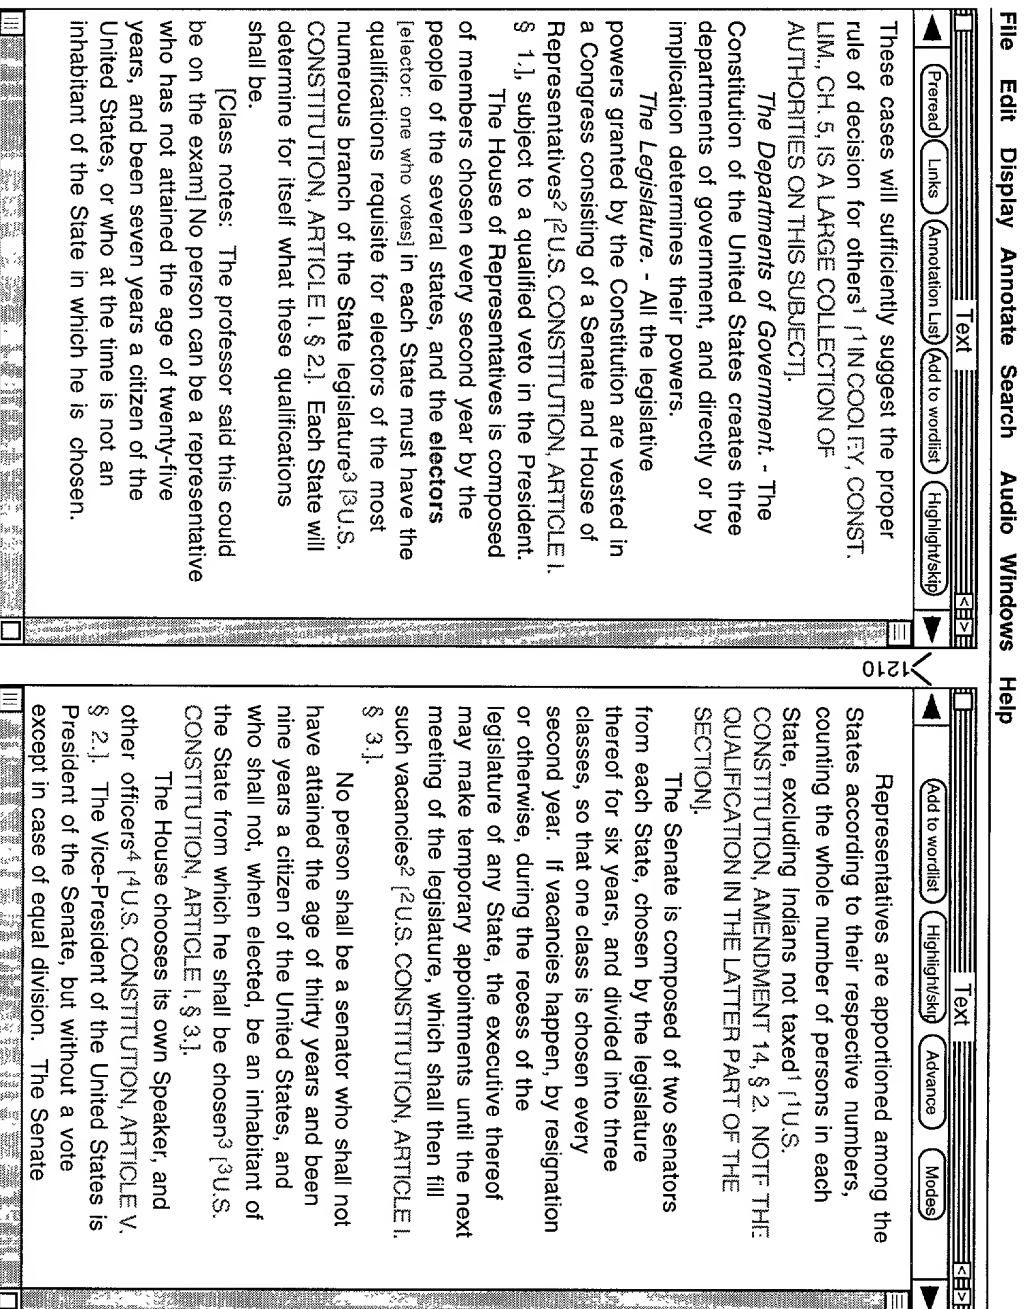 File Edit Display Annotate Search Audio Windows Help
Text
Preread Links Annotation List Add to wordlist Highlight/skip
These cases will sufficiently suggest the proper
rule of decision for others1 [1IN COOLEY, CONST.
LIM., CH. 5, IS A LARGE COLLECTION OF
AUTHORITIES ON THIS SUBJECT].
The Departments of Government. - The
Constitution of the United States creates three
departments of government, and directly or by
implication determines their powers.
The Legislature. - All the legislative
powers granted by the Constitution are vested in
a Congress consisting of a Senate and House of
Representatives2 [2U.S. CONSTITUTION, ARTICLE I.
§ 1.], subject to a qualified veto in the President.
The House of Representatives is composed
of members chosen every second year by the
people of the several states, and the electors
[elector: one who votes] in each State must have the
qualifications requisite for electors of the most
numerous branch of the State legislature3 [3U.S.
CONSTITUTION, ARTICLE I. § 2.]. Each State will
determine for itself what these qualifications
shall be.
[Class notes: The professor said this could
be on the exam] No person can be a representative
who has not attained the age of twenty-five
years, and been seven years a citizen of the
United States, or who at the time is not an
inhabitant of the State in which he is chosen.
1210
Text
Add to wordlist Highlight/skip Advance Modes
Representatives are apportioned among the
States according to their respective numbers,
counting the whole number of persons in each
State, excluding Indians not taxed1 [1U.S.
CONSTITUTION, AMENDMENT 14, § 2. NOTE THE
QUALIFICATION IN THE LATTER PART OF THE
SECTION].
The Senate is composed of two senators
from each State, chosen by the legislature
thereof for six years, and divided into three
classes, so that one class is chosen every
second year. If vacancies happen, by resignation
or otherwise, during the recess of the
legislature of any State, the executive thereof
may make temporary appointments until the next
meeting of the legislature, which shall then fill
such vacancies2 [2U.S. CONSTITUTION, ARTICLE I.
§ 3.].
No person shall be a senator who shall not
have attained the age of thirty years and been
nine years a citizen of the United States, and
who shall not, when elected, be an inhabitant of
the State from which he shall be chosen3 [3U.S.
CONSTITUTION, ARTICLE I. § 3.].
The House chooses its own Speaker, and
other officers4 [4U.S. CONSTITUTION, ARTICLE V.
§ 2.]. The Vice-President of the United States is
President of the Senate, but without a vote
except in case of equal division. The Senate